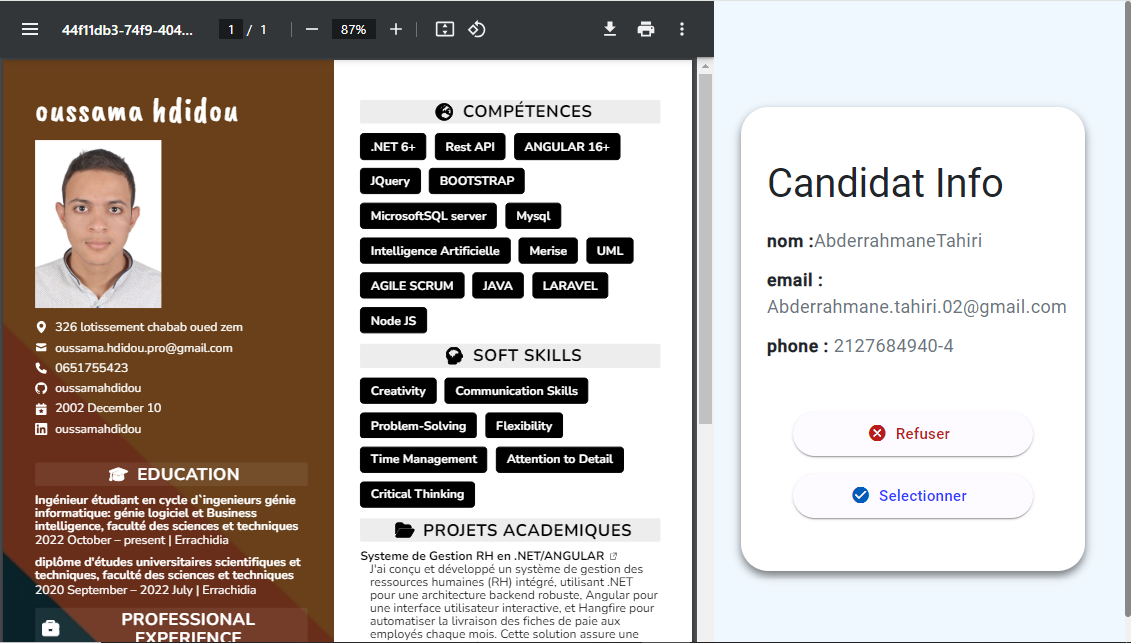 44f11db3-74f9-404...
1 / 1
87%
oussama hdidou
326 lotissement chabab oued zem
oussama.hdidou.pro@gmail.com
0651755423
oussamahdidou
2002 December 10
oussamahdidou
EDUCATION
Ingénieur étudiant en cycle d`ingenieurs génie
informatique: génie logiciel et Business
intelligence, faculté des sciences et techniques
2022 October – present | Errachidia
diplôme d'études universitaires scientifiques et
techniques, faculté des sciences et techniques
2020 September – 2022 July | Errachidia
PROFESSIONAL
EXPERIENCE
COMPÉTENCES
.NET 6+ Rest API ANGULAR 16+
JQuery BOOTSTRAP
MicrosoftSQL server Mysql
Intelligence Artificielle Merise UML
AGILE SCRUM JAVA LARAVEL
Node JS
SOFT SKILLS
Creativity Communication Skills
Problem-Solving Flexibility
Time Management Attention to Detail
Critical Thinking
PROJETS ACADEMIQUES
Systeme de Gestion RH en .NET/ANGULAR
J'ai conçu et développé un système de gestion des
ressources humaines (RH) intégré, utilisant .NET
pour une architecture backend robuste, Angular pour
une interface utilisateur interactive, et Hangfire pour
automatiser la livraison des fiches de paie aux
employés chaque mois. Cette solution assure une
Candidat Info
nom :AbderrahmaneTahiri
email :
Abderrahmane.tahiri.02@gmail.com
phone : 2127684940-4
Refuser
Selectionner